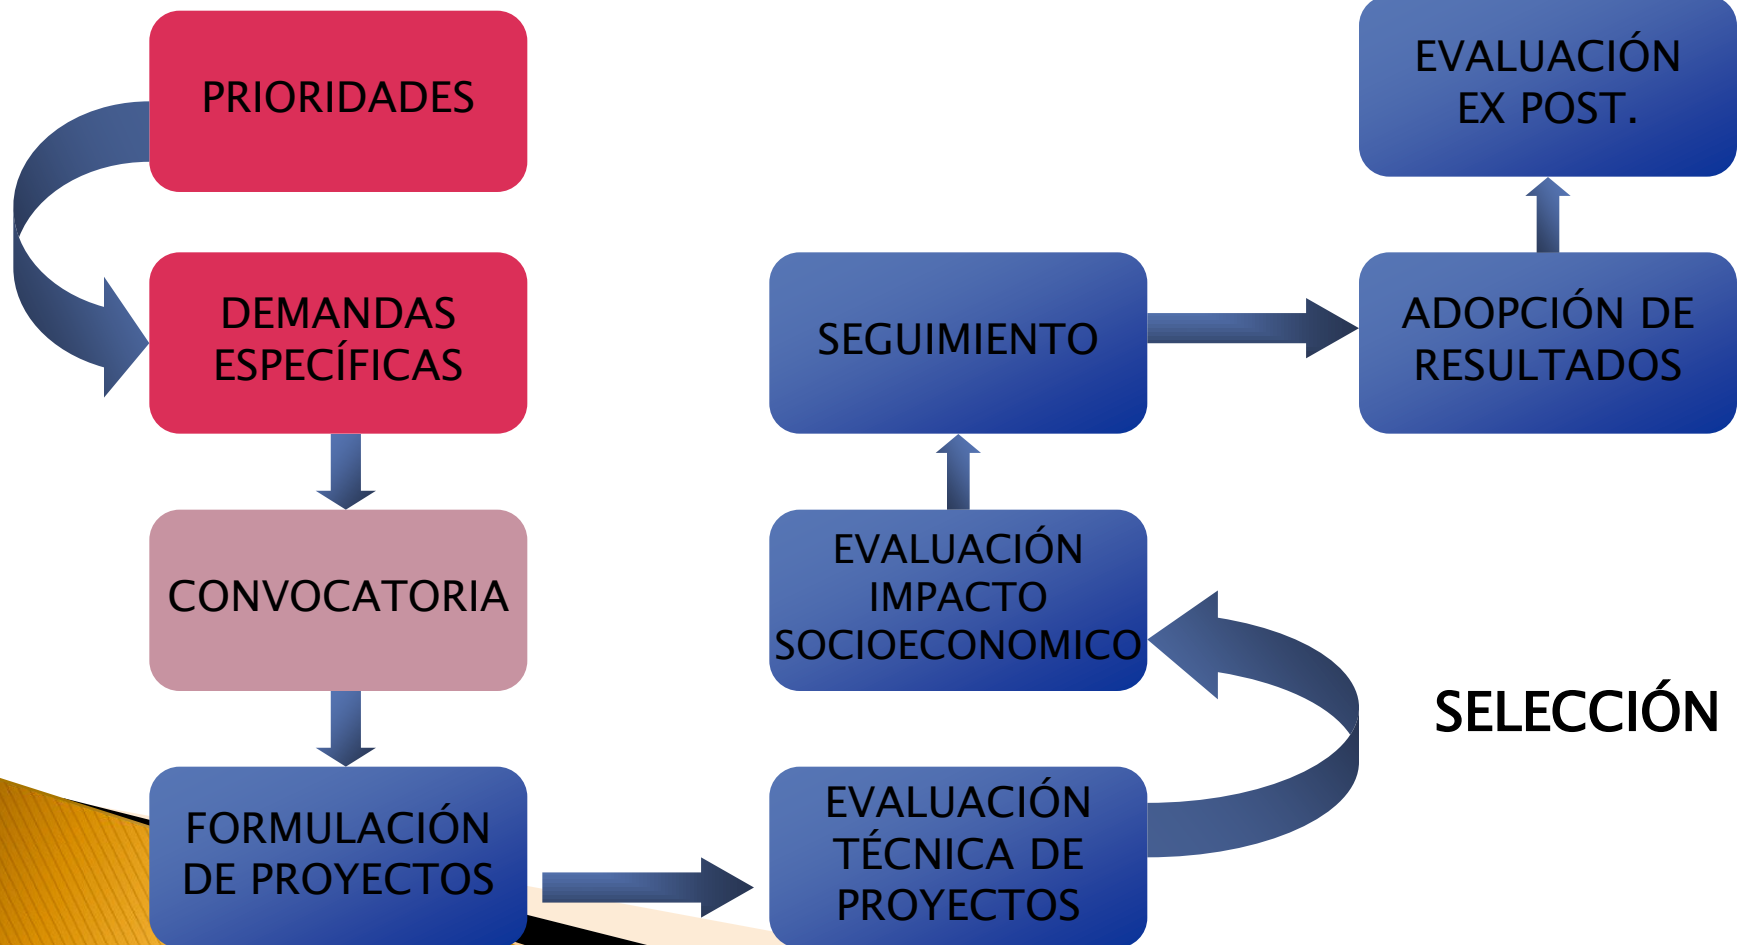 PRIORIDADES
DEMANDAS
ESPECÍFICAS
CONVOCATORIA
FORMULACIÓN
DE PROYECTOS
EVALUACIÓN
TÉCNICA DE
PROYECTOS
SELECCIÓN
EVALUACIÓN
IMPACTO
SOCIOECONOMICO
SEGUIMIENTO
ADOPCIÓN DE
RESULTADOS
EVALUACIÓN
EX POST.